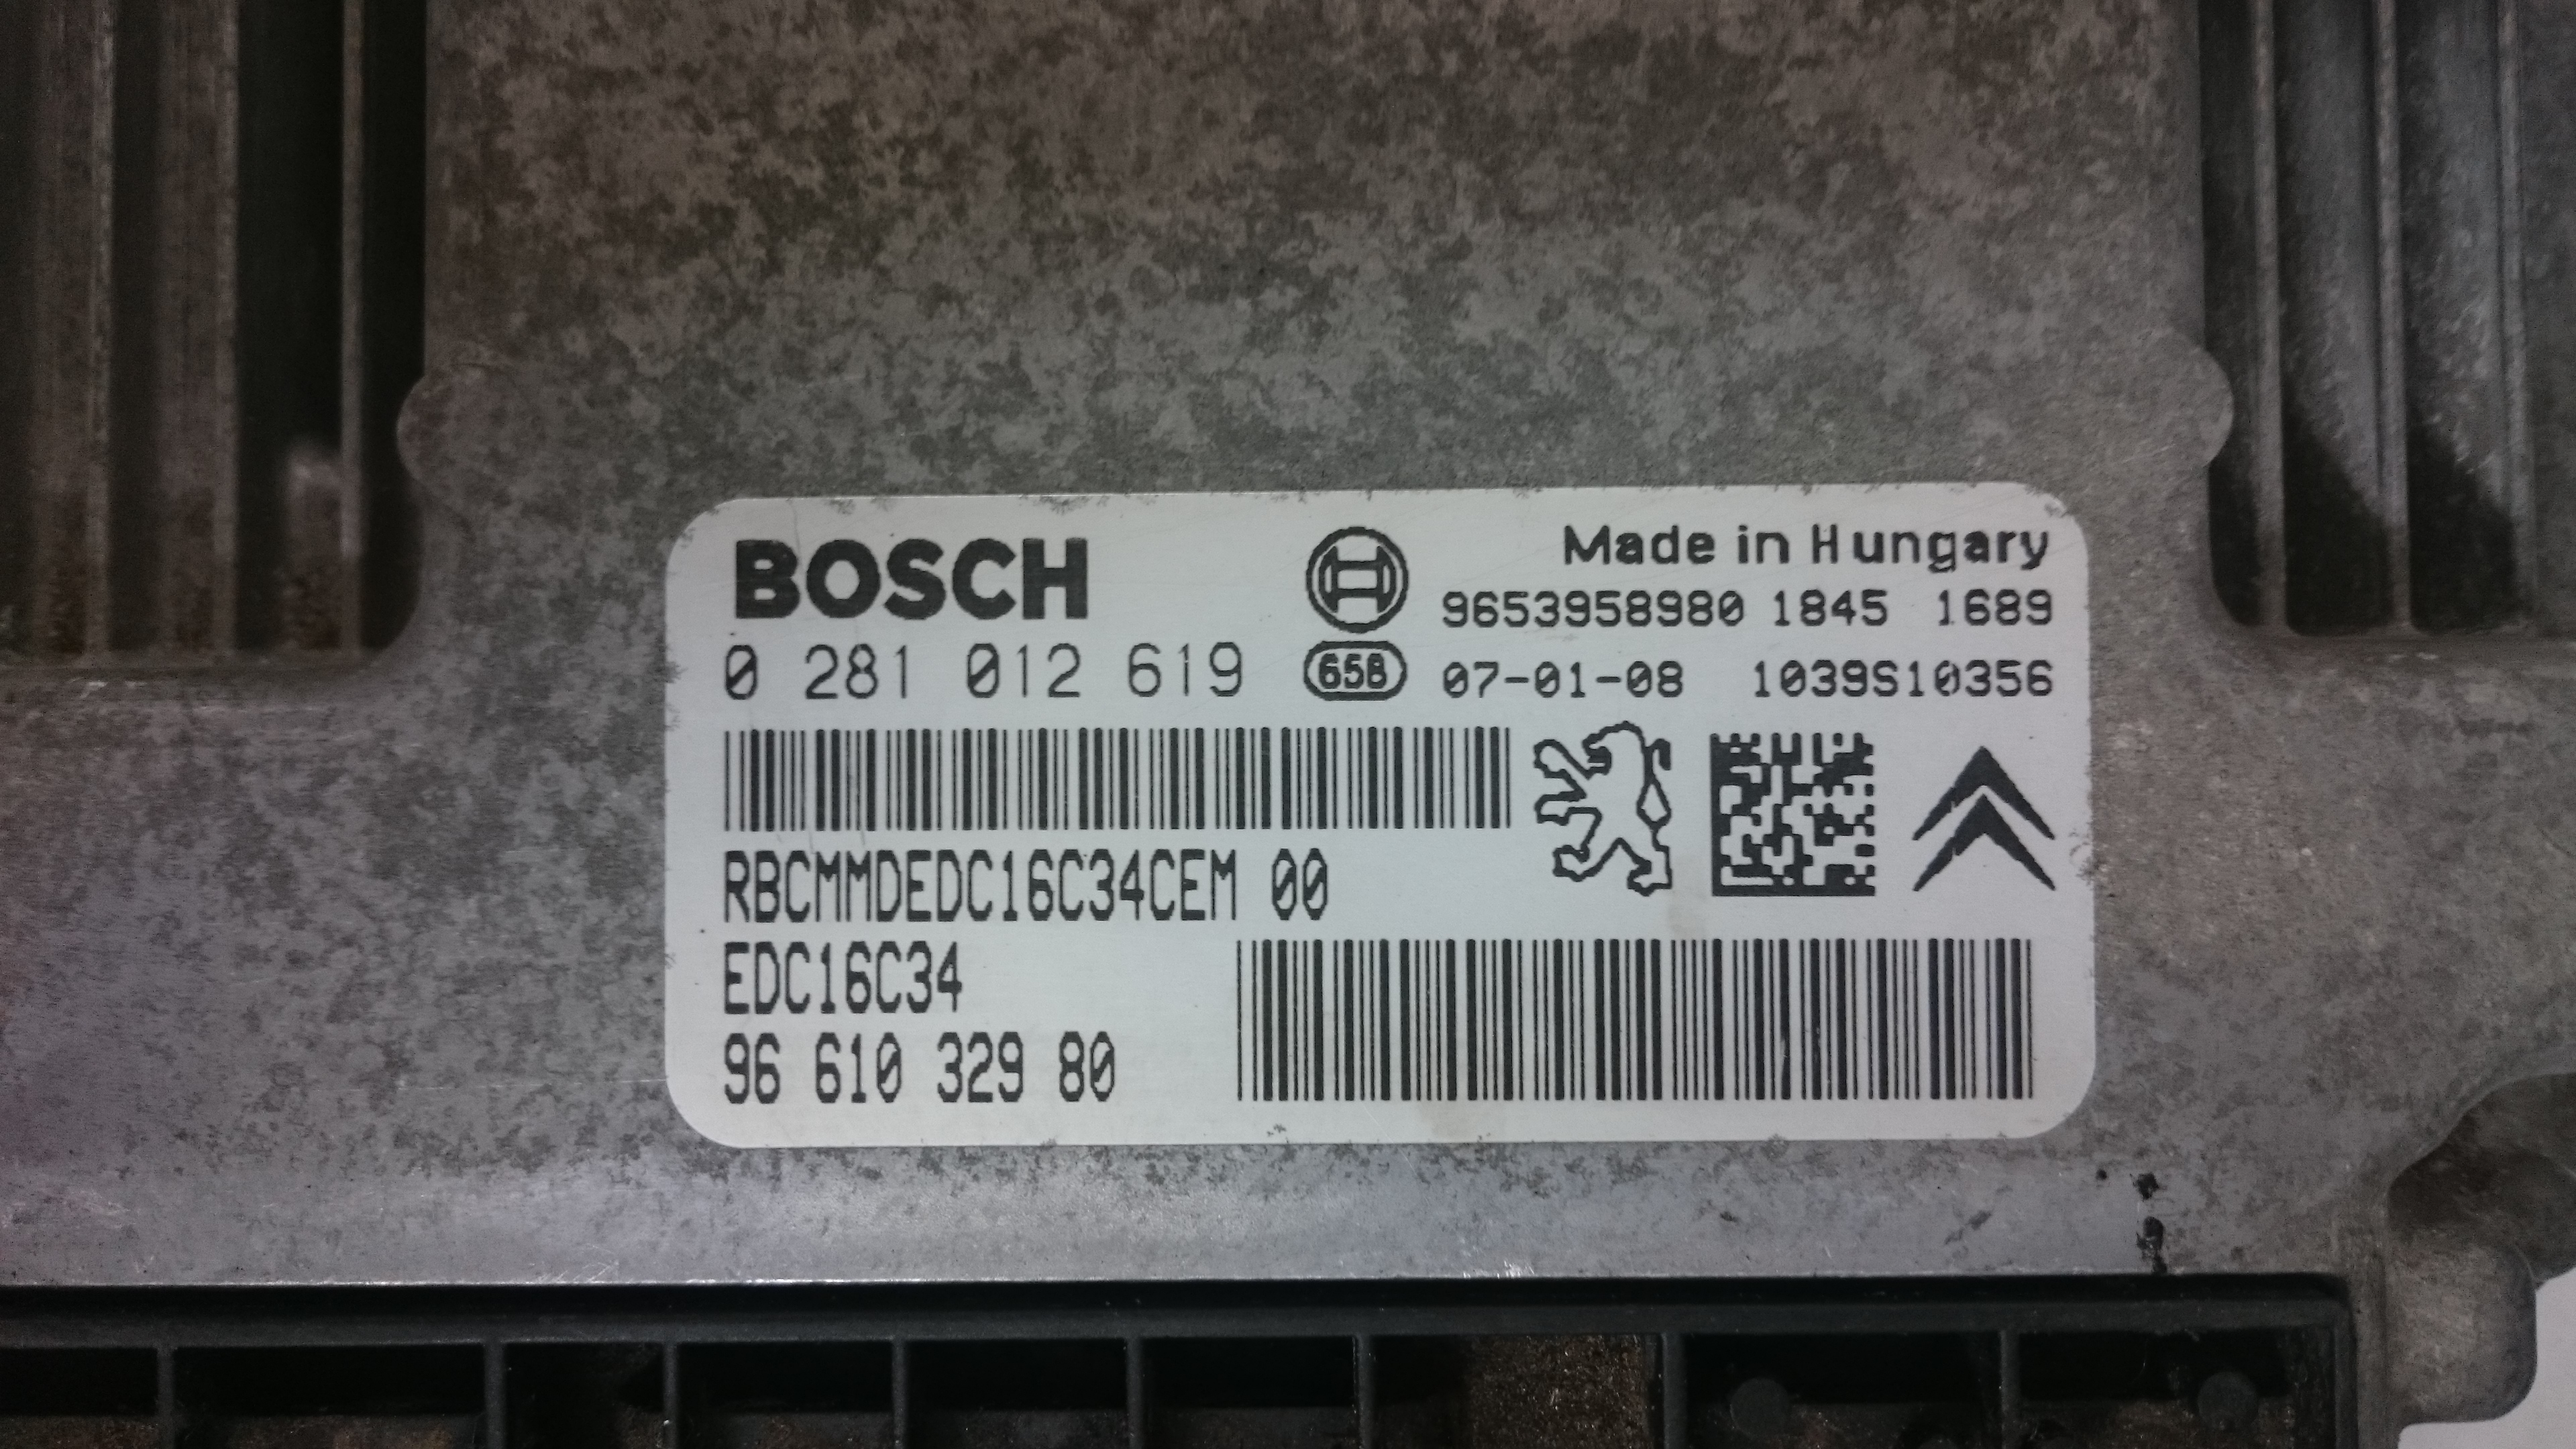 BOSCH
Made in Hungary
9653958980 1845 1689
0 281 012 619
658
07-01-08 1039S10356
RBCMMDEDC16C34CEM 00
EDC16C34
96 610 329 80